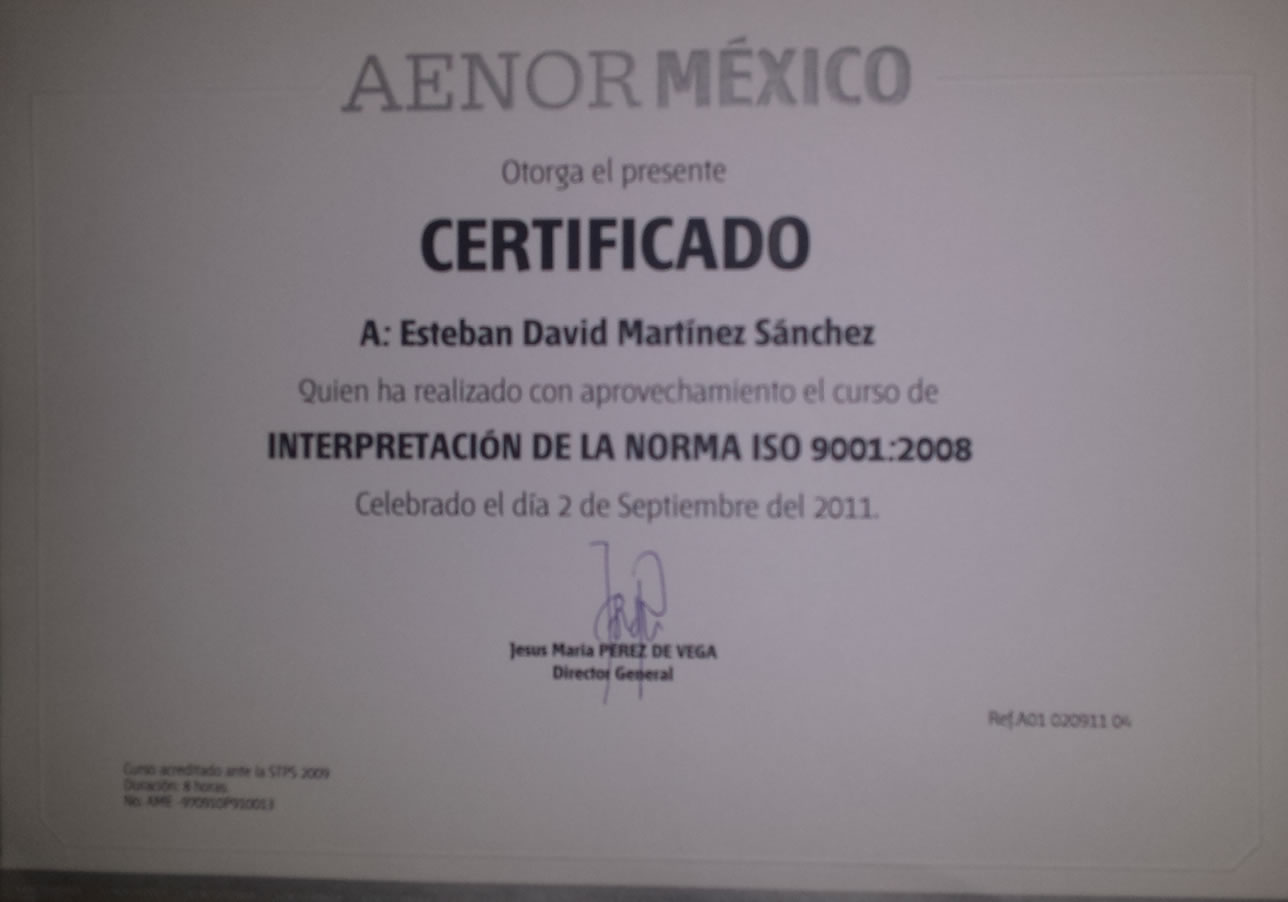 AENOR MÉXICO
Otorga el presente
CERTIFICADO
A: Esteban David Martínez Sánchez
Quien ha realizado con aprovechamiento el curso de
INTERPRETACIÓN DE LA NORMA ISO 9001:2008
Celebrado el día 2 de Septiembre del 2011.
Jesus Maria PEREZ DE VEGA
Director General
Ref.A01 020911 04
Curso acreditado ante la STPS 2009
Duración: 8 horas.
No. AME